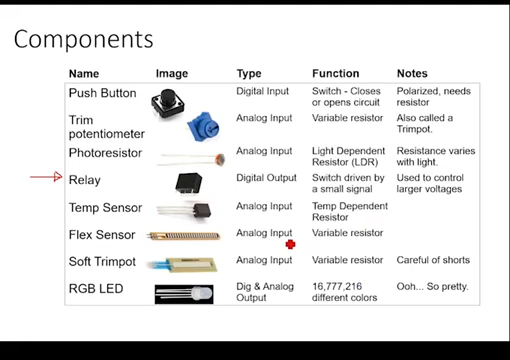 Components
Name Image Type Function Notes
Push Button Digital Input Switch - Closes Polarized, needs
or opens circuit resistor
Trim Analog Input Variable resistor Also called a
potentiometer Trimpot.
Photoresistor Analog Input Light Dependent Resistance varies
Resistor (LDR) with light.
Relay Digital Output Switch driven by Used to control
a small signal larger voltages
Temp Sensor Analog Input Temp Dependent
Resistor
Flex Sensor Analog Input Variable resistor
Soft Trimpot Analog Input Variable resistor Careful of shorts
RGB LED Dig & Analog 16,777,216 Ooh... So pretty.
Output different colors